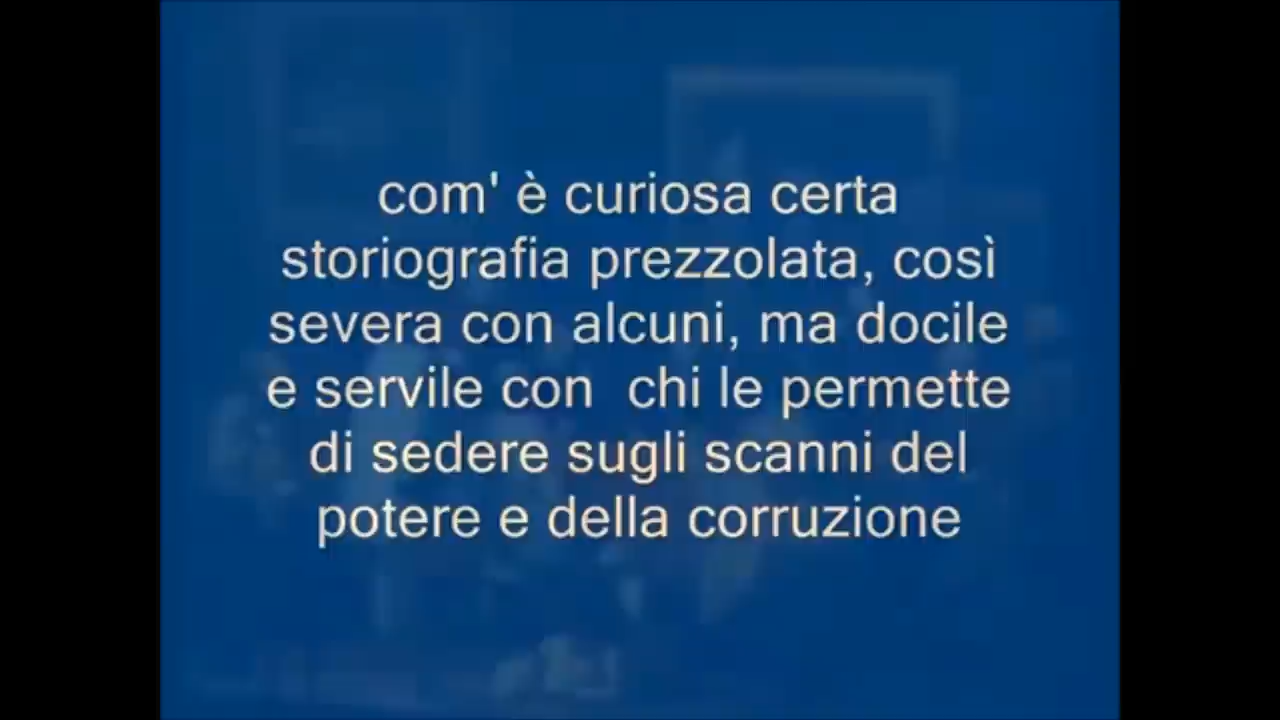 com' è curiosa certa
storiografia prezzolata, così
severa con alcuni, ma docile
e servile con  chi le permette
di sedere sugli scanni del
potere e della corruzione